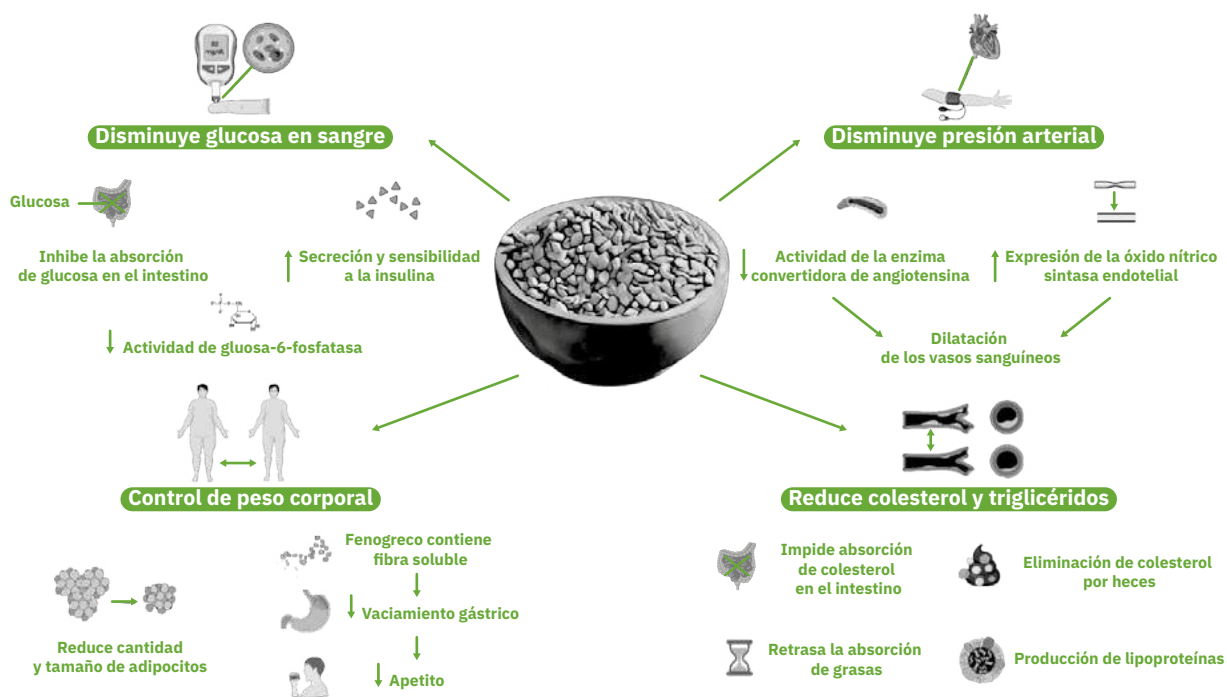 Disminuye glucosa en sangre
Glucosa
Inhibe la absorción
de glucosa en el intestino
Secreción y sensibilidad
a la insulina
Actividad de gluosa-6-fosfatasa
Disminuye presión arterial
Actividad de la enzima
convertidora de angiotensina
Expresión de la óxido nítrico
sintasa endotelial
Dilatación
de los vasos sanguíneos
Control de peso corporal
Reduce cantidad
y tamaño de adipocitos
Fenogreco contiene
fibra soluble
Vaciamiento gástrico
Apetito
Reduce colesterol y triglicéridos
Impide absorción
de colesterol
en el intestino
Eliminación de colesterol
por heces
Retrasa la absorción
de grasas
Producción de lipoproteínas